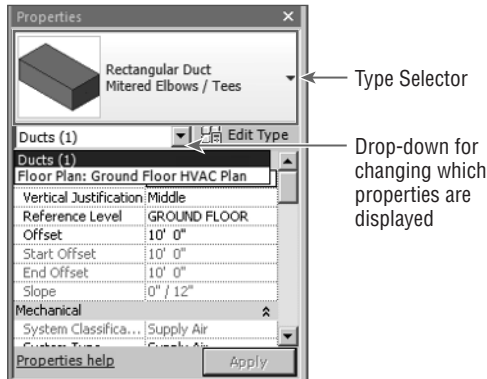 Properties
Rectangular Duct
Mitered Elbows / Tees
Type Selector
Ducts (1)
Edit Type
Drop-down for
changing which
properties are
displayed
Ducts (1)
Floor Plan: Ground Floor HVAC Plan
Vertical Justification Middle
Reference Level GROUND FLOOR
Offset 10' 0"
Start Offset 10' 0"
End Offset 10' 0"
Slope 0" / 12"
Mechanical
System Classifica... Supply Air
Properties help
Apply